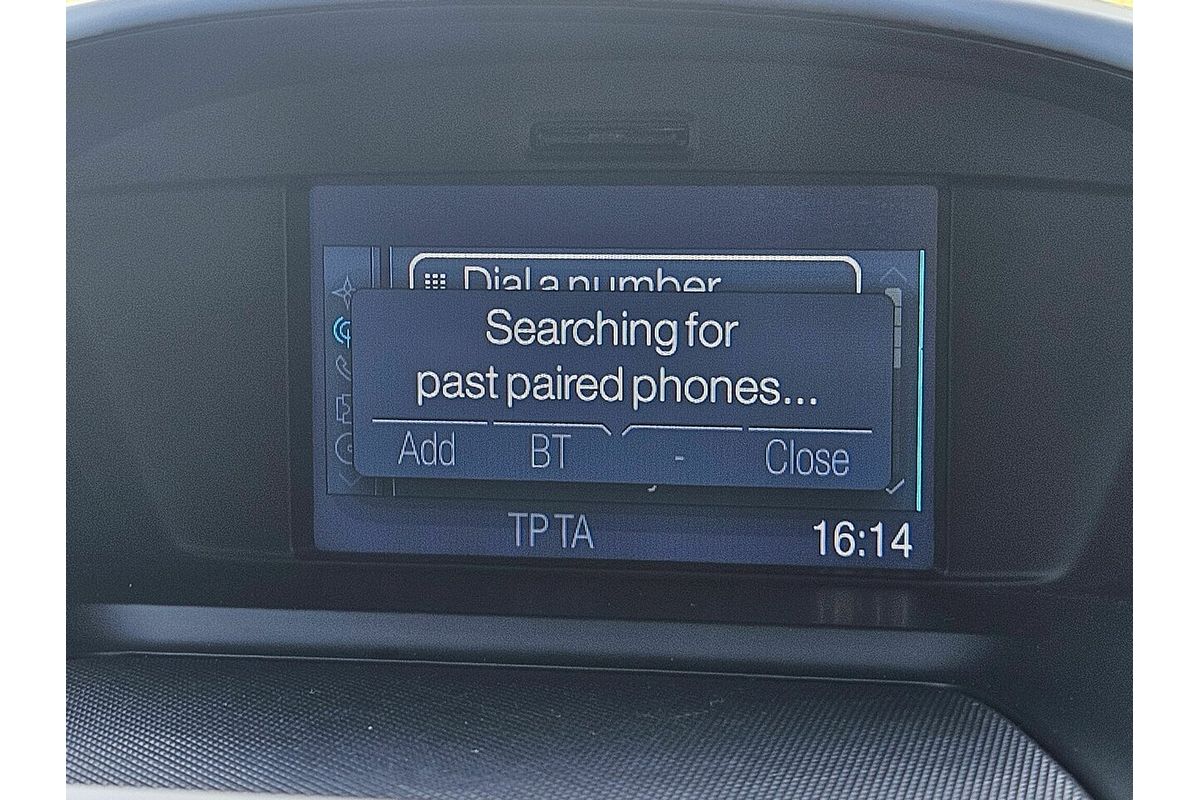 Dial a number
Searching for
past paired phones...
Add BT - Close
TP TA 16:14